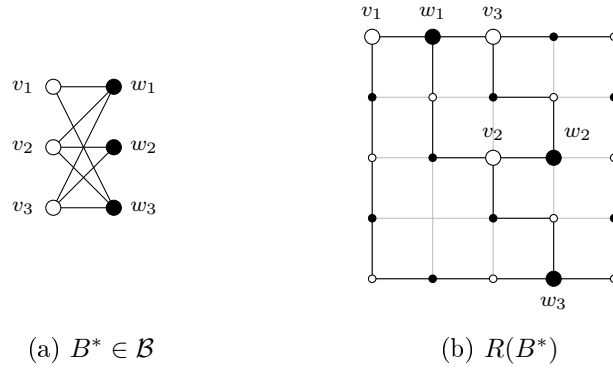 v₁ w₁ v₃
v₁ w₁
v₂ w₂
v₂ w₂
v₃ w₃
w₃
(a) B* ∈ ℬ (b) R(B*)